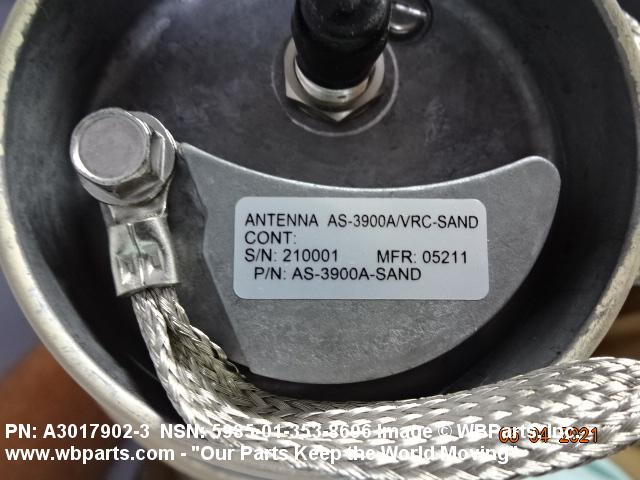 ANTENNA AS-3900A/VRC-SAND
CONT:
S/N: 210001 MFR: 05211
P/N: AS-3900A-SAND
PN: A3017902-3 NSN: 5985-01-353-8696 Image © WBParts, Inc.
03 04 2021
www.wbparts.com - "Our Parts Keep the World Moving"